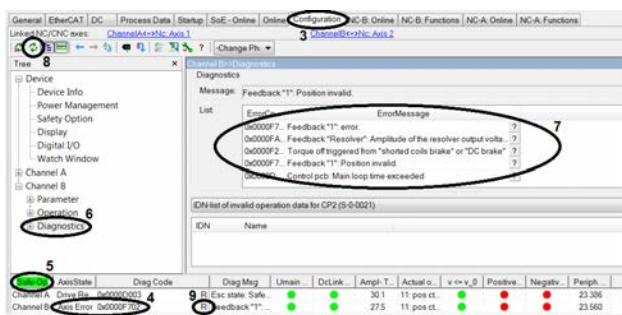 General EtherCAT DC Process Data Startup SoE - Online Online Configuration NC-B: Online NC-B: Functions NC-A: Online NC-A: Functions
Linked NC/CNC axes: ChannelA<>Nc: Axis 1 ChannelB<>Nc: Axis 2
3
-Change Ph.
8
Tree × Channel B>>Diagnostics
Device
Device Info
Power Management
Safety Option
Display
Digital I/O
Watch Window
Channel A
Channel B
Parameter
Operation 6
Diagnostics
Diagnostics
Message: Feedback "1": Position invalid.
List: ErrorCo... ErrorMessage 7
0x0000F7... Feedback "1": error. ?
0x0000FA... Feedback "Resolver": Amplitude of the resolver output volta... ?
0x0000F2... Torque off triggered from "shorted coils brake" or "DC brake" ?
0x0000F7... Feedback "1": Position invalid. ?
Control pcb: Main loop time exceeded ?
IDN-list of invalid operation data for CP2 (S-0-0021)
IDN Name
5
Safe-Op AxisState Diag Code Diag Msg Umain... DcLink... Ampl- T... Actual o... v <= v_0 Positive... Negativ... Periph...
Channel A Drive Re... 0x0000D003 4 9 R Esc state: Safe... 30.1 11: pos ct... 23.386
Channel B Axis Error 0x0000F702 R Feedback "1":... 27.5 11: pos ct... 23.560